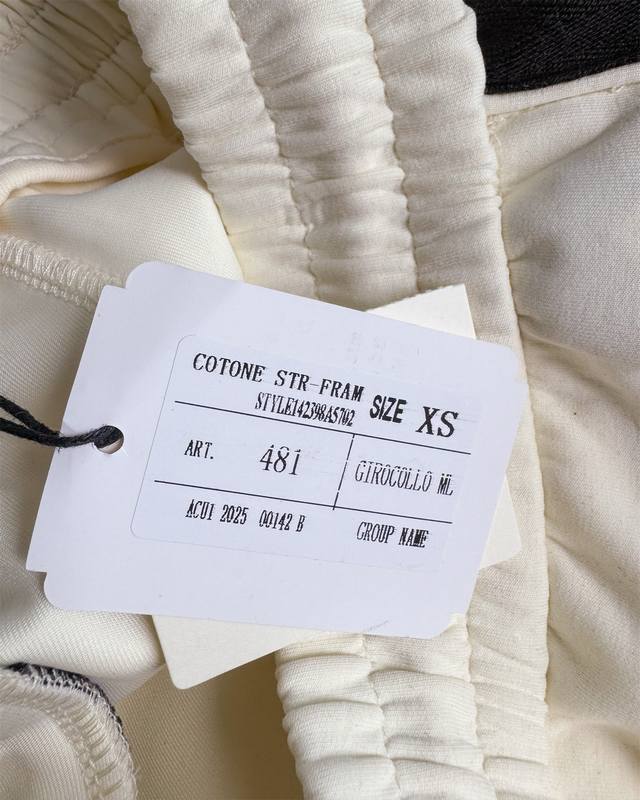 COTONE STR-FRAM
STYLE142398A5702 SIZE XS
ART. 481 GIROCOLLO ML
ACUI 2025 00142 B GROUP NAME